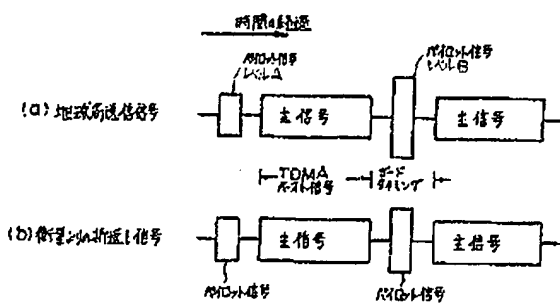 時間の経過
パイロット信号
レベルA
パイロット信号
レベルB
(a) 地球局送信信号
主信号
主信号
TDMA
バースト信号
ガード
タイミング
(b) 衛星よりの折返し信号
主信号
主信号
パイロット信号
パイロット信号